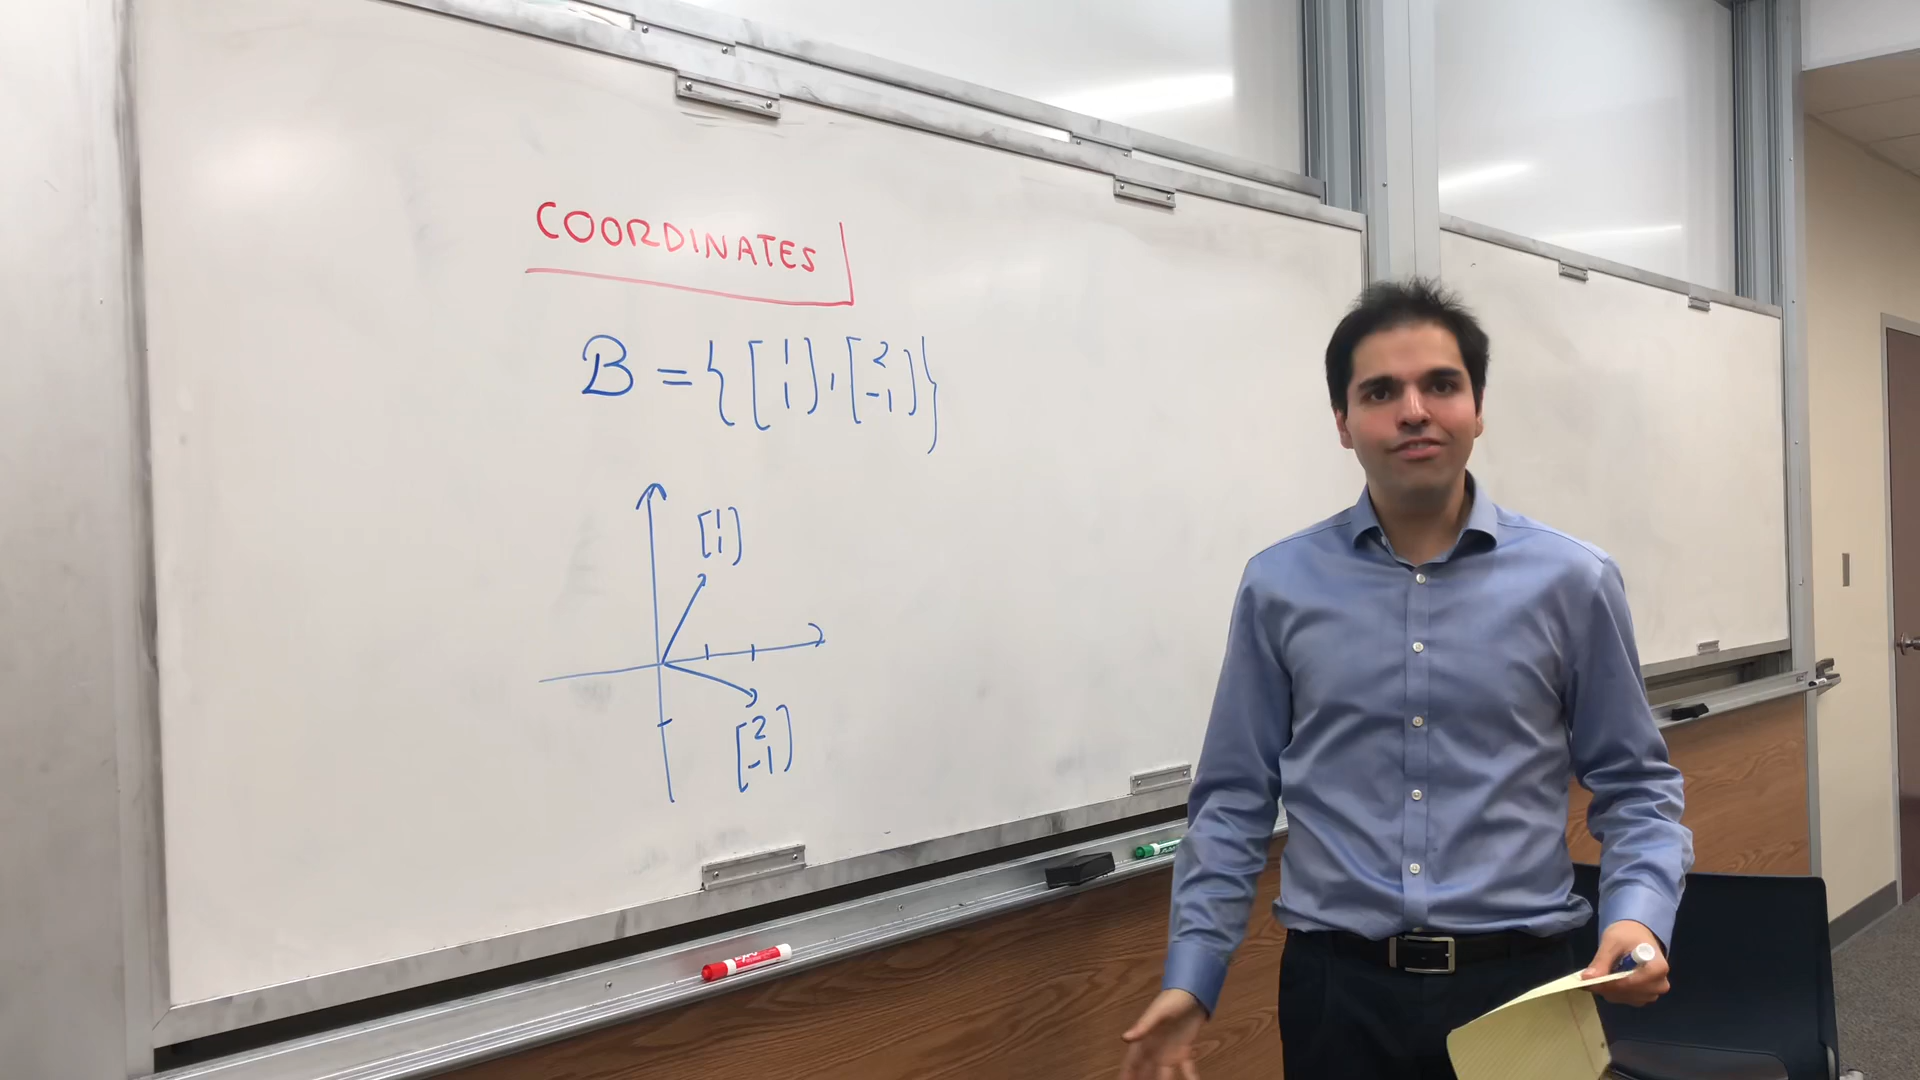 COORDINATES
B = {[1 1], [2 -1]}
[1 1]
[2 -1]